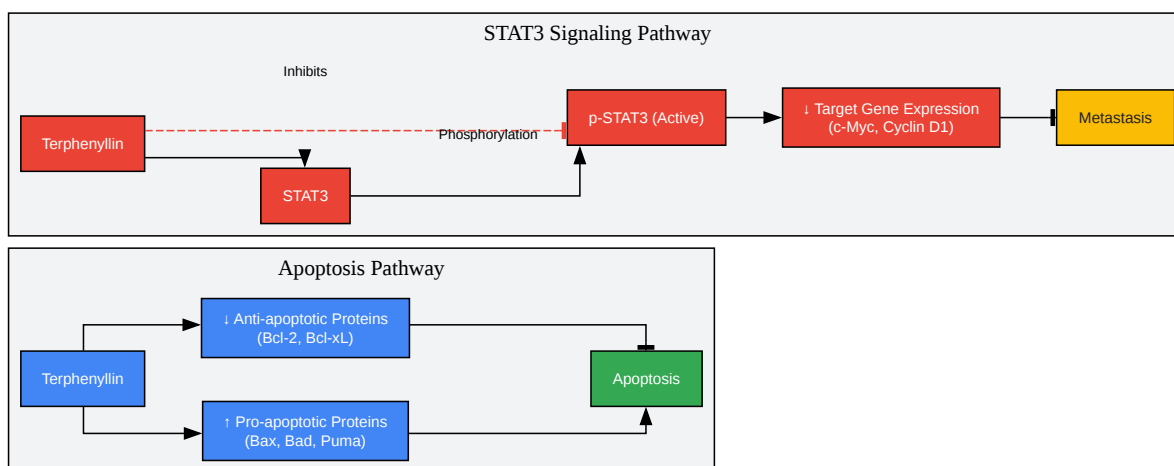 STAT3 Signaling Pathway
Inhibits
Terphenyllin
Phosphorylation
p-STAT3 (Active)
↓ Target Gene Expression
(c-Myc, Cyclin D1)
Metastasis
STAT3
Apoptosis Pathway
↓ Anti-apoptotic Proteins
(Bcl-2, Bcl-xL)
Terphenyllin
Apoptosis
↑ Pro-apoptotic Proteins
(Bax, Bad, Puma)